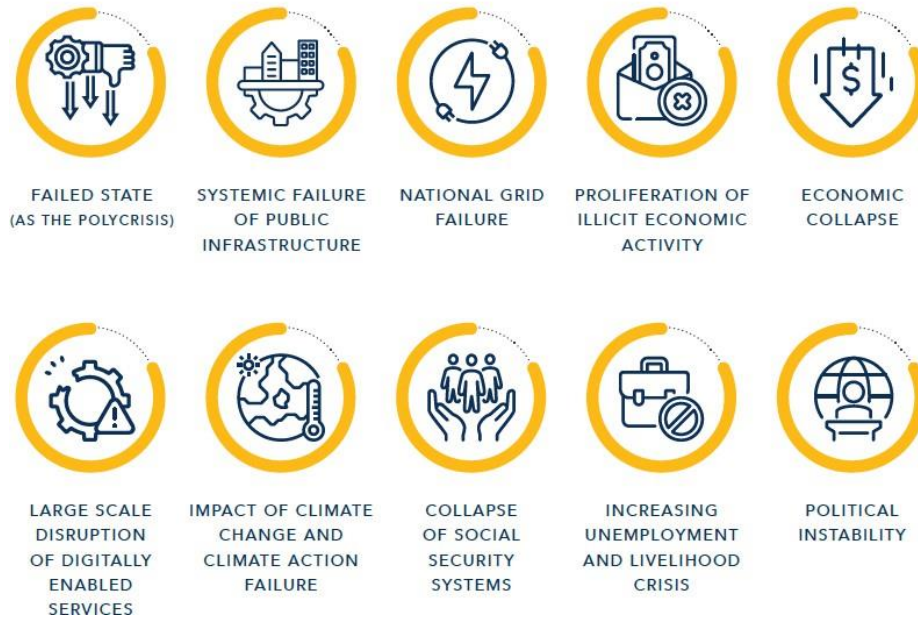 FAILED STATE
(AS THE POLYCRISIS)
SYSTEMIC FAILURE
OF PUBLIC
INFRASTRUCTURE
NATIONAL GRID
FAILURE
PROLIFERATION OF
ILLICIT ECONOMIC
ACTIVITY
$
ECONOMIC
COLLAPSE
LARGE SCALE
DISRUPTION
OF DIGITALLY
ENABLED
SERVICES
IMPACT OF CLIMATE
CHANGE AND
CLIMATE ACTION
FAILURE
COLLAPSE
OF SOCIAL
SECURITY
SYSTEMS
INCREASING
UNEMPLOYMENT
AND LIVELIHOOD
CRISIS
POLITICAL
INSTABILITY